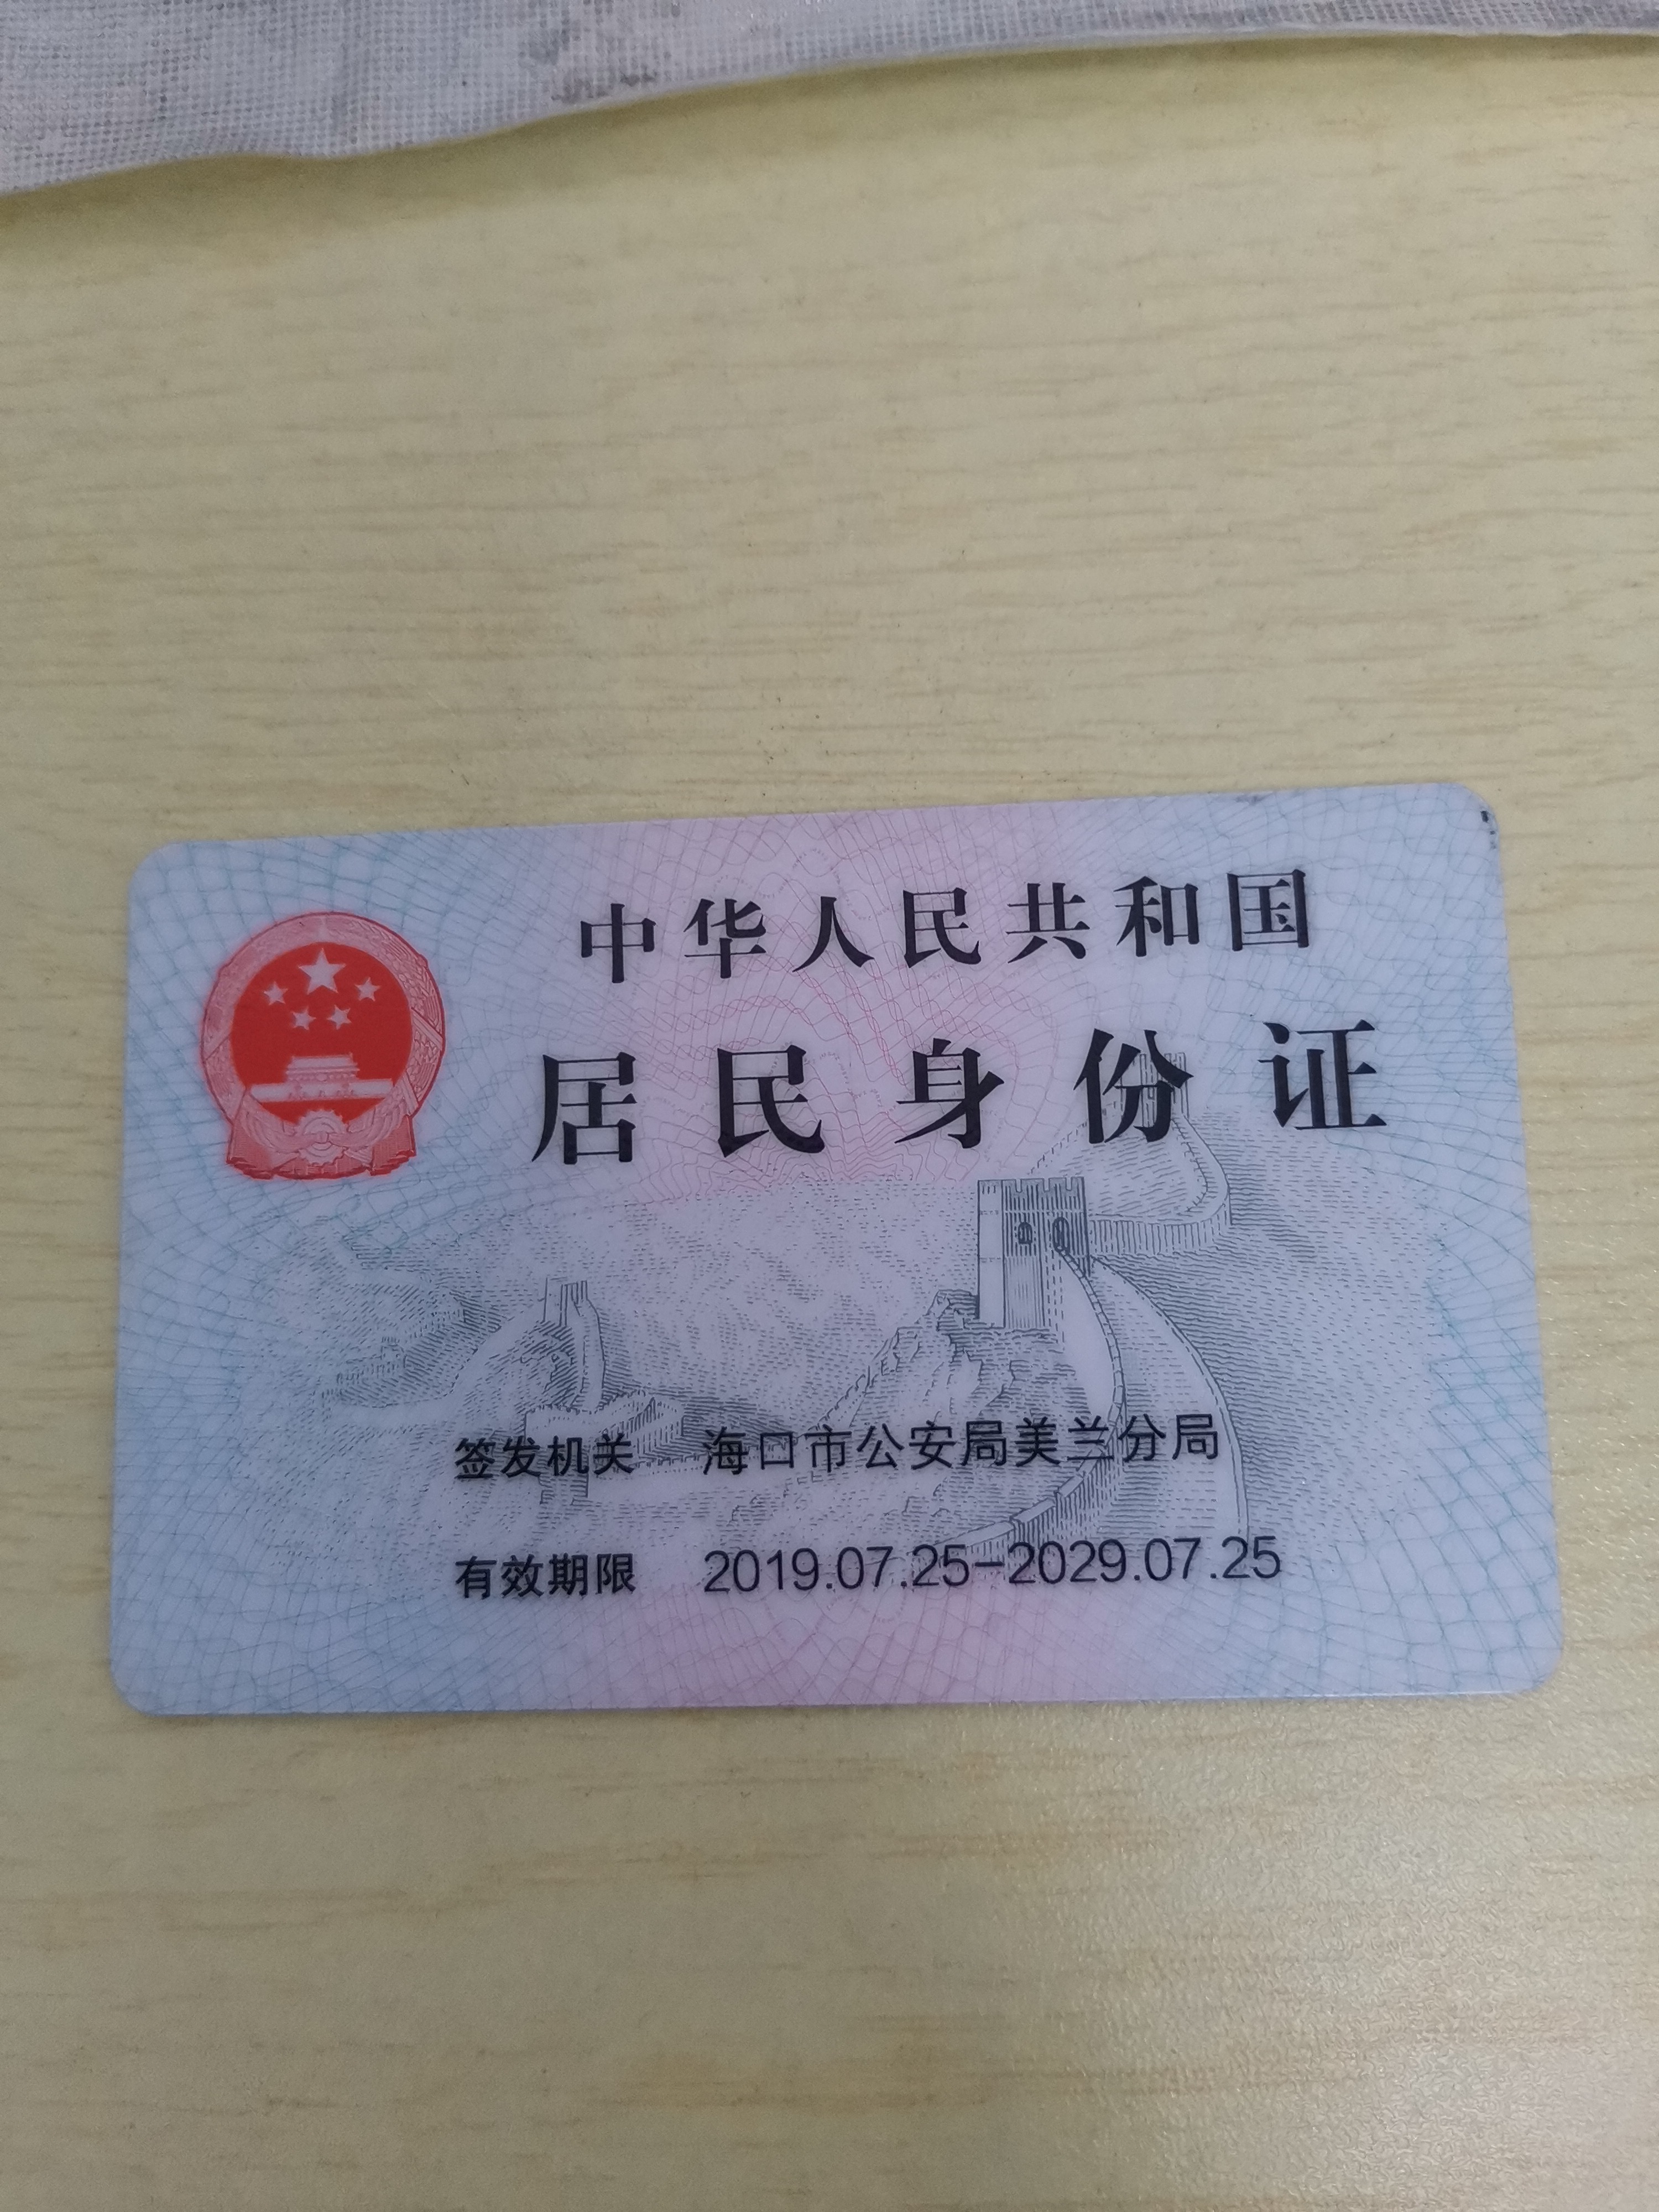 中华人民共和国
居民身份证
签发机关 海口市公安局美兰分局
有效期限 2019.07.25-2029.07.25